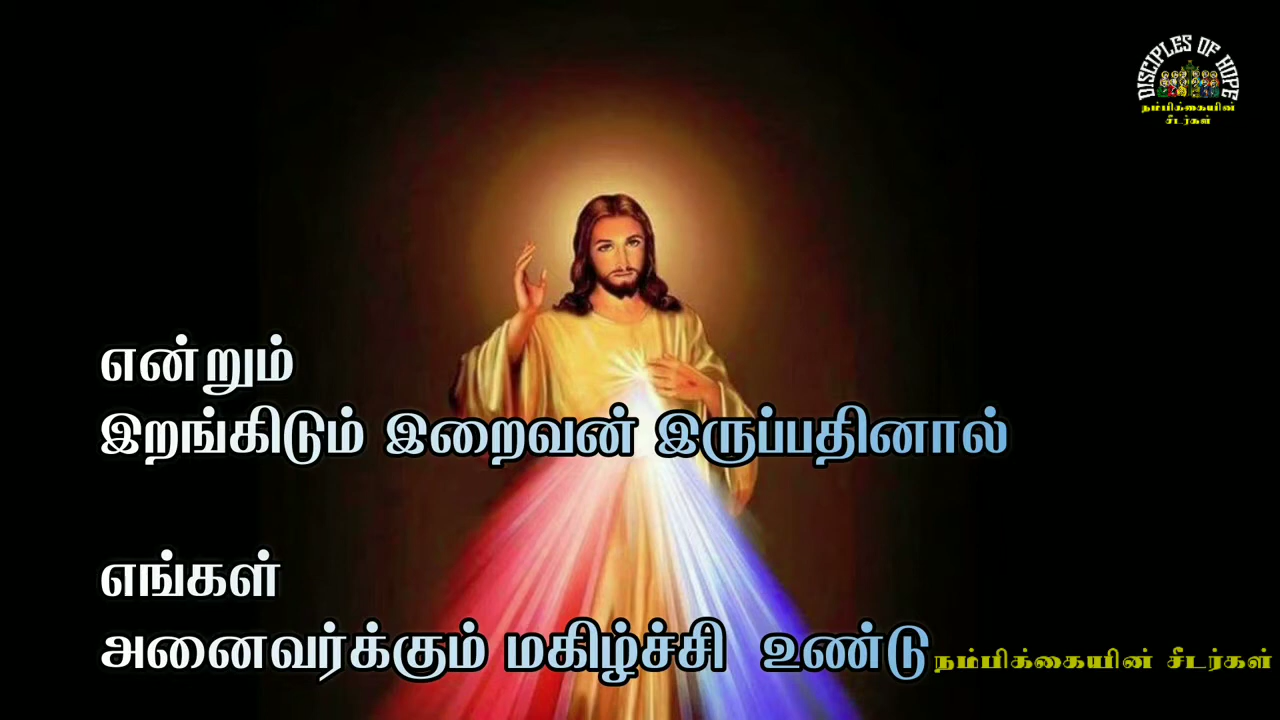 DISCIPLES OF HOPE
நம்பிக்கையின்
சீடர்கள்
என்றும்
இறங்கிடும் இறைவன் இருப்பதினால்
எங்கள்
அனைவர்க்கும் மகிழ்ச்சி உண்டு
நம்பிக்கையின் சீடர்கள்